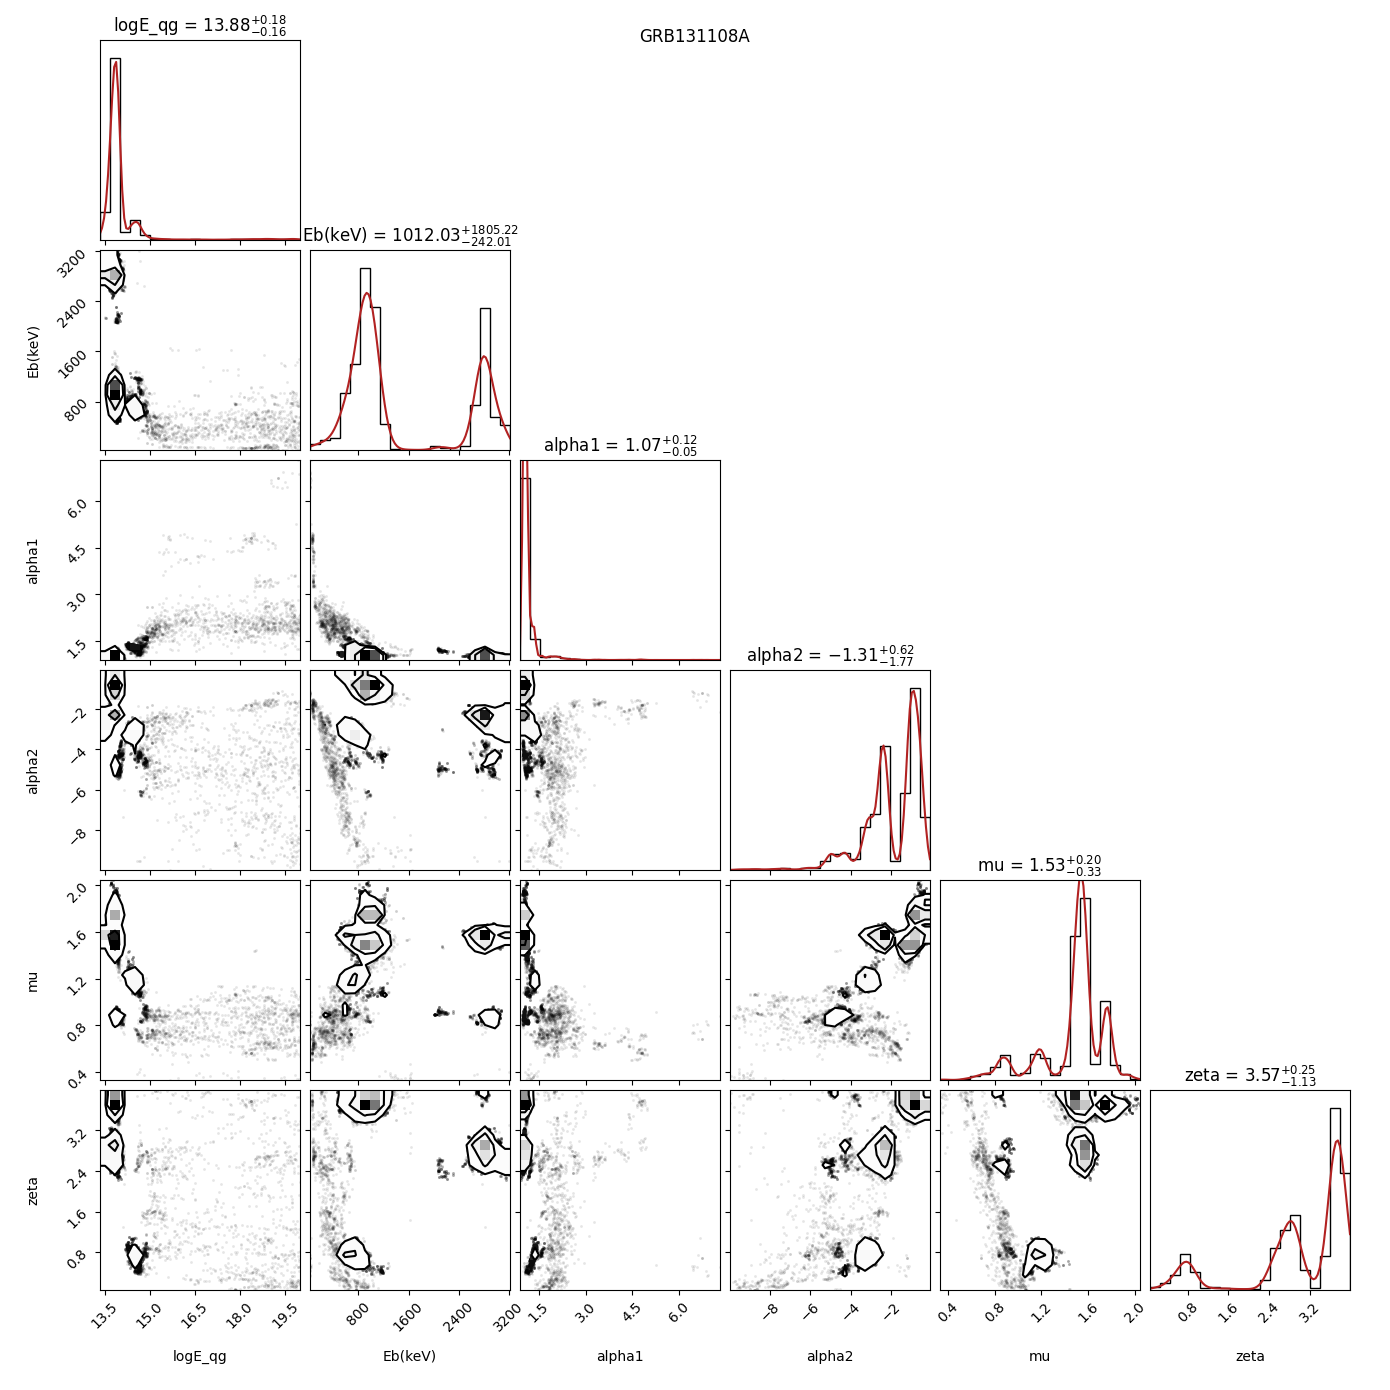 logE_qg = 13.88+0.18−0.16
GRB131108A
Eb(keV) = 1012.03+1805.22−242.01
3200
2400
1600
800
Eb(keV)
alpha1 = 1.07+0.12−0.05
6.0
4.5
3.0
1.5
alpha1
alpha2 = −1.31+0.62−1.77
−2
−4
−6
−8
alpha2
mu = 1.53+0.20−0.33
2.0
1.6
1.2
0.8
0.4
mu
zeta = 3.57+0.25−1.13
3.2
2.4
1.6
0.8
zeta
13.5 15.0 16.5 18.0 19.5 800 1600 2400 3200 1.5 3.0 4.5 6.0 −8 −6 −4 −2 0.4 0.8 1.2 1.6 2.0 0.8 1.6 2.4 3.2
logE_qg Eb(keV) alpha1 alpha2 mu zeta